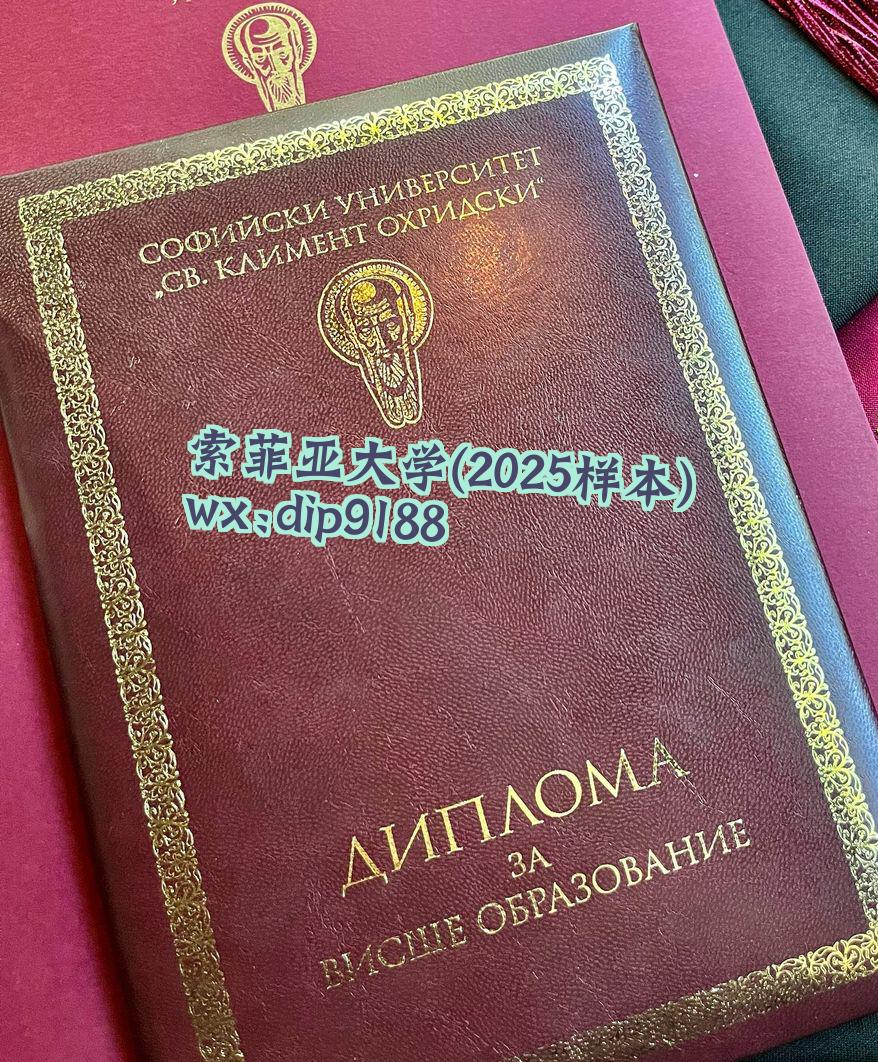 СОФИЙСКИ УНИВЕРСИТЕТ
„СВ. КЛИМЕНТ ОХРИДСКИ“
索菲亚大学(2025样本)
wx:dip9188
ДИПЛОМА
ЗА
ВИСШЕ ОБРАЗОВАНИЕ